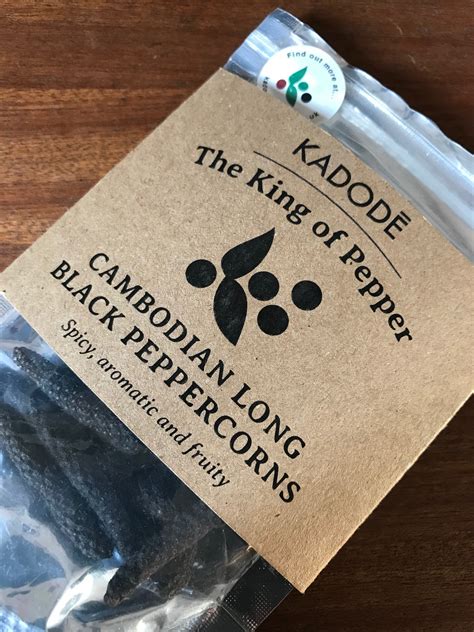 Find out more at...
KADODĒ
The King of Pepper
CAMBODIAN LONG
BLACK PEPPERCORNS
Spicy, aromatic and fruity